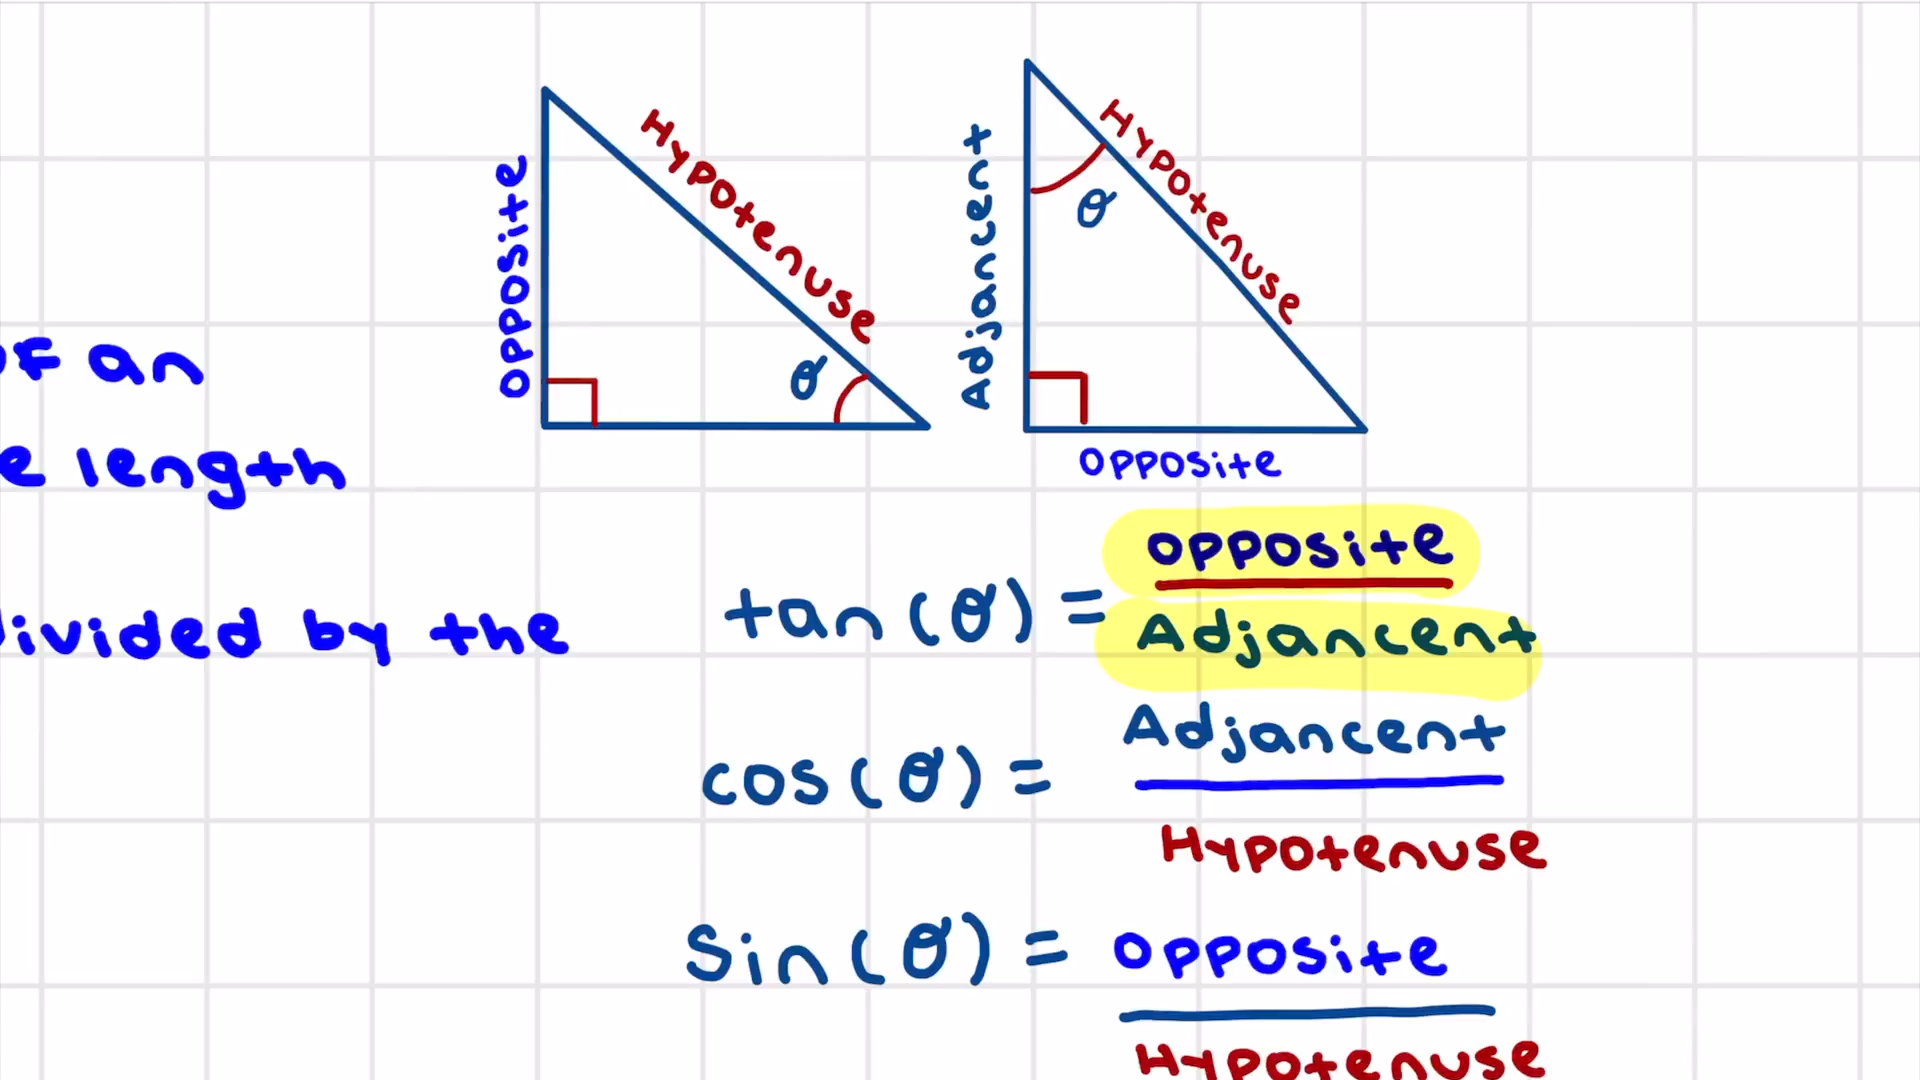 Opposite
Hypotenuse
θ
Adjancent
Hypotenuse
θ
Opposite
of an
e length
divided by the
tan(θ) = Opposite
Adjancent
cos(θ) = Adjancent
Hypotenuse
Sin(θ) = Opposite
Hypotenuse